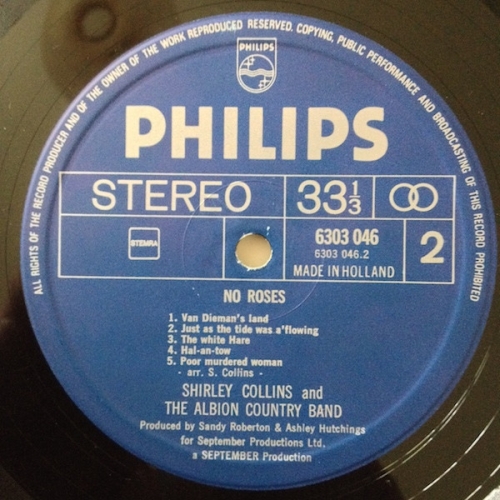 ALL RIGHTS OF THE RECORD PRODUCER AND OF THE OWNER OF THE WORK REPRODUCED RESERVED. COPYING, PUBLIC PERFORMANCE AND BROADCASTING OF THIS RECORD PROHIBITED
PHILIPS
PHILIPS
STEREO
33 1/3
STEMRA
6303 046
6303 046.2
MADE IN HOLLAND
2
NO ROSES
1. Van Dieman's land
2. Just as the tide was a'flowing
3. The white Hare
4. Hal-an-tow
5. Poor murdered woman
- arr. S. Collins -
SHIRLEY COLLINS and
THE ALBION COUNTRY BAND
Produced by Sandy Roberton & Ashley Hutchings
for September Productions Ltd.
a SEPTEMBER Production